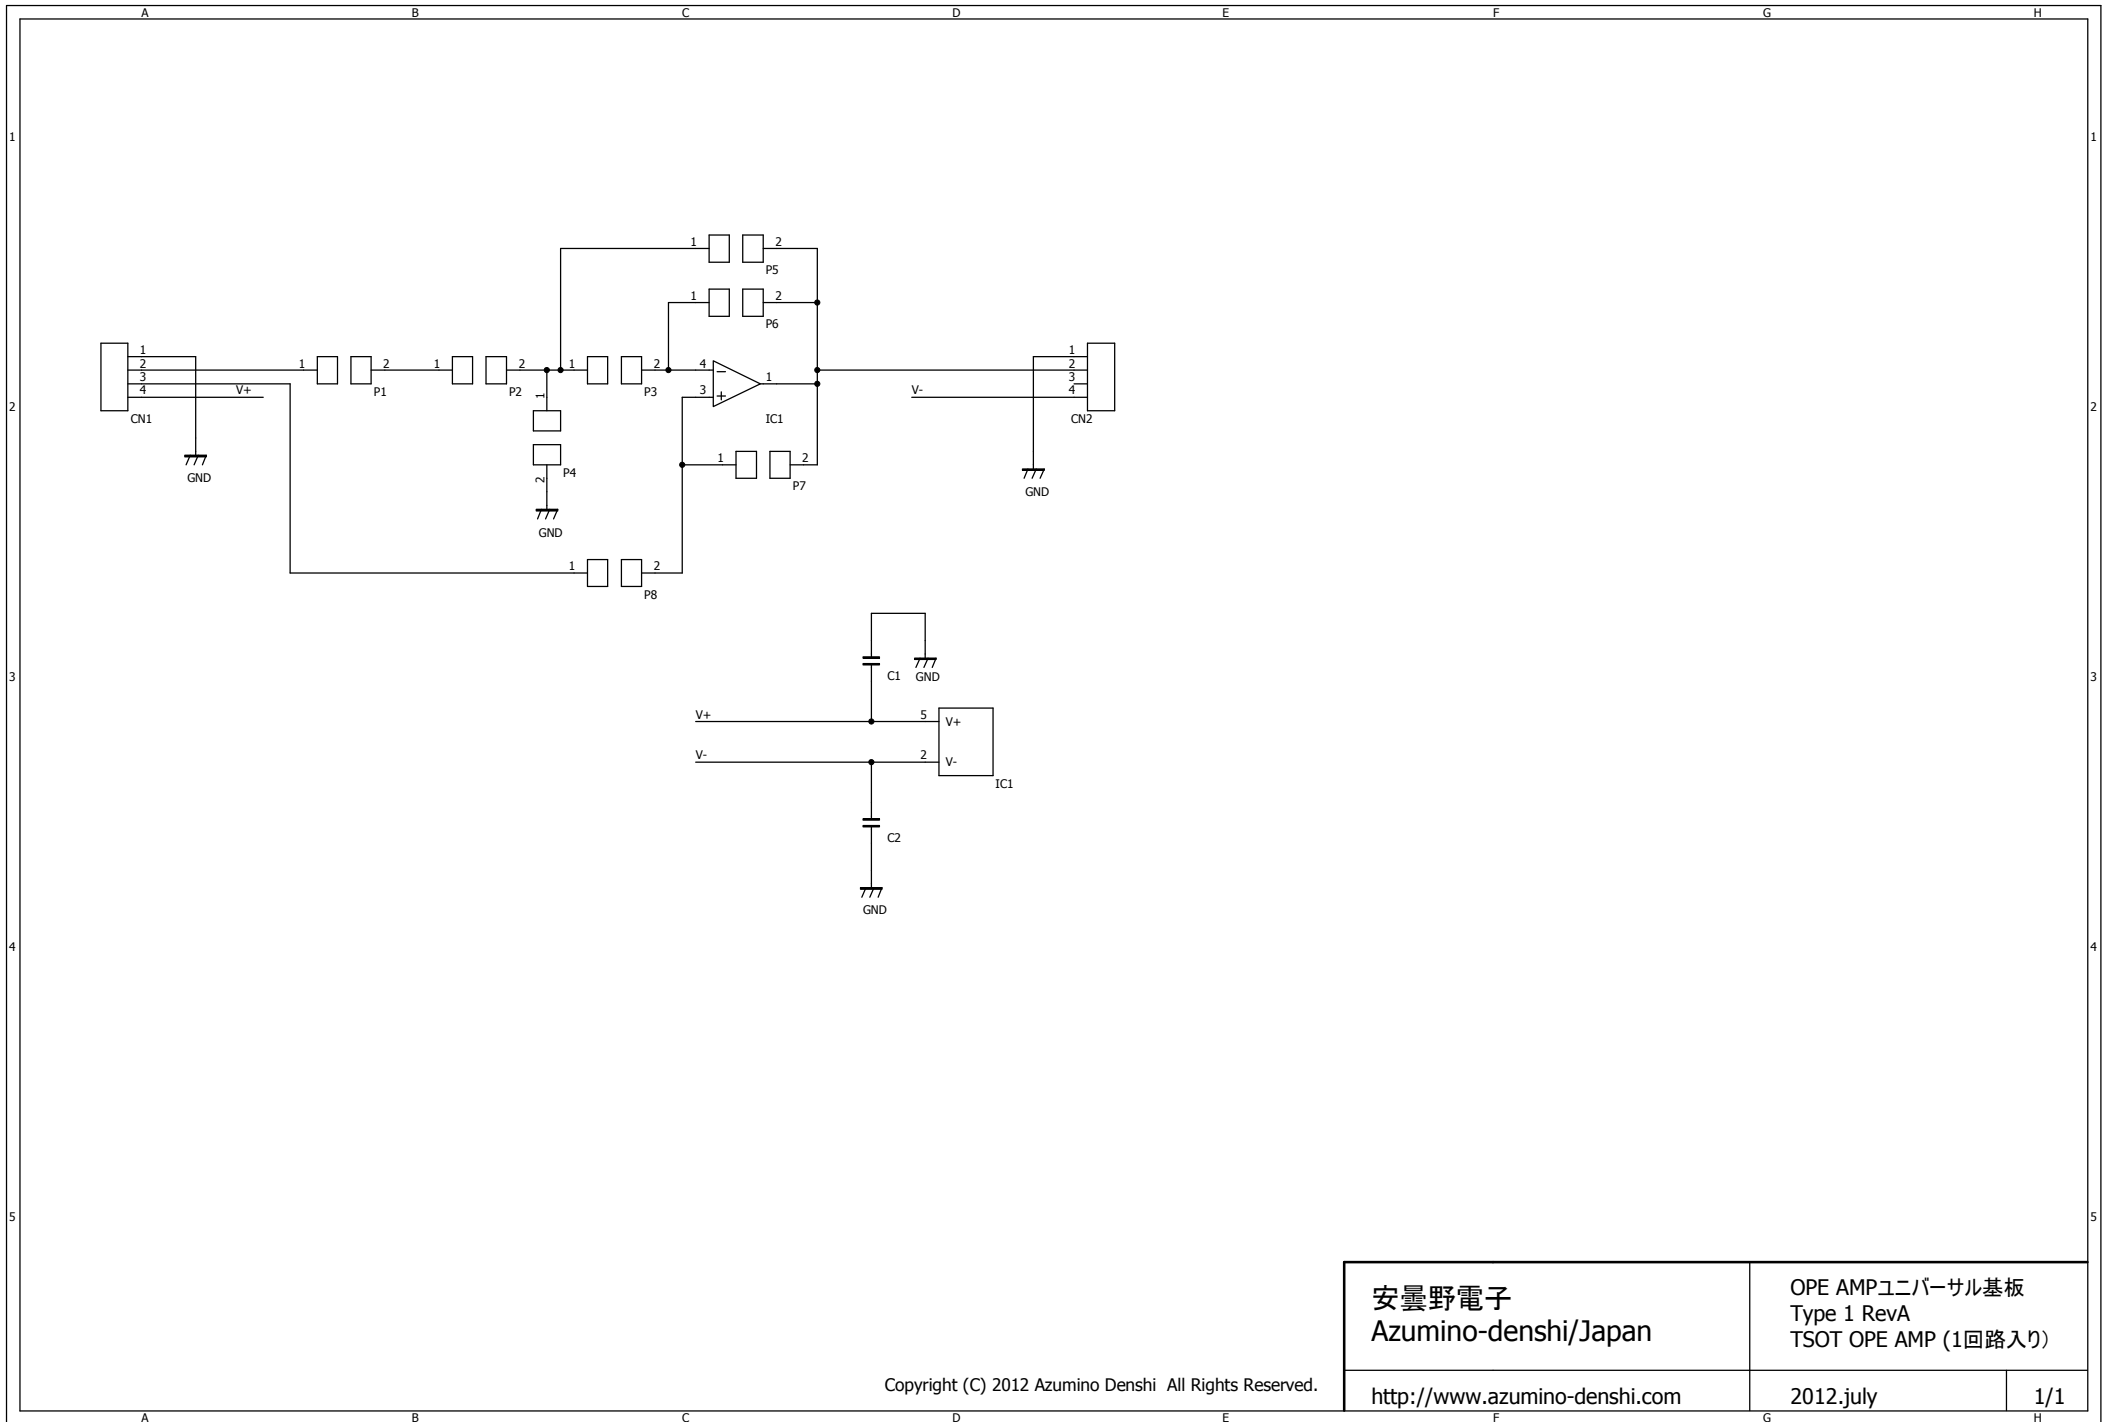 A B C D E F G H
1 1
1 2
P5
1 2
P6
1
2
3
4
V+
CN1
GND
1 2
P1
1 2
P2
1 2
P3
4
3
1
IC1
1
2
P4
GND
1 2
P7
V-
1
2
3
4
CN2
GND
2 2
1 2
P8
C1
GND
3 3
V+ 5 V+
V- 2 V-
IC1
C2
GND
4 4
5 5
安曇野電子
Azumino-denshi/Japan
OPE AMPユニバーサル基板
Type 1 RevA
TSOT OPE AMP (1回路入り)
Copyright (C) 2012 Azumino Denshi All Rights Reserved.
http://www.azumino-denshi.com
2012.july
1/1
A B C D E F G H